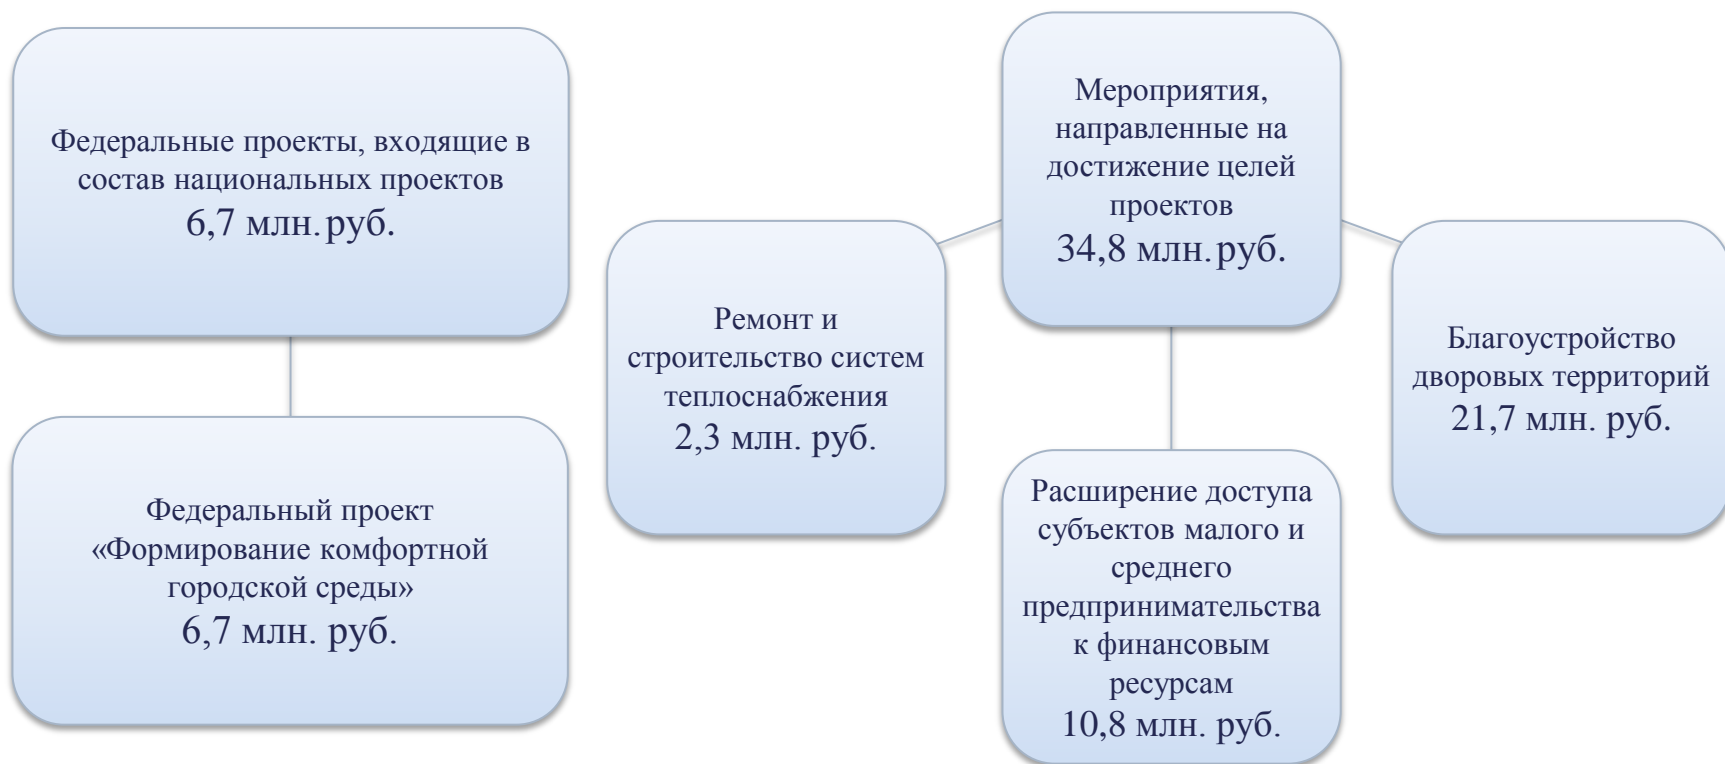 Федеральные проекты, входящие в
состав национальных проектов
6,7 млн. руб.
Федеральный проект
«Формирование комфортной
городской среды»
6,7 млн. руб.
Мероприятия,
направленные на
достижение целей
проектов
34,8 млн. руб.
Ремонт и
строительство систем
теплоснабжения
2,3 млн. руб.
Расширение доступа
субъектов малого и
среднего
предпринимательства
к финансовым
ресурсам
10,8 млн. руб.
Благоустройство
дворовых территорий
21,7 млн. руб.